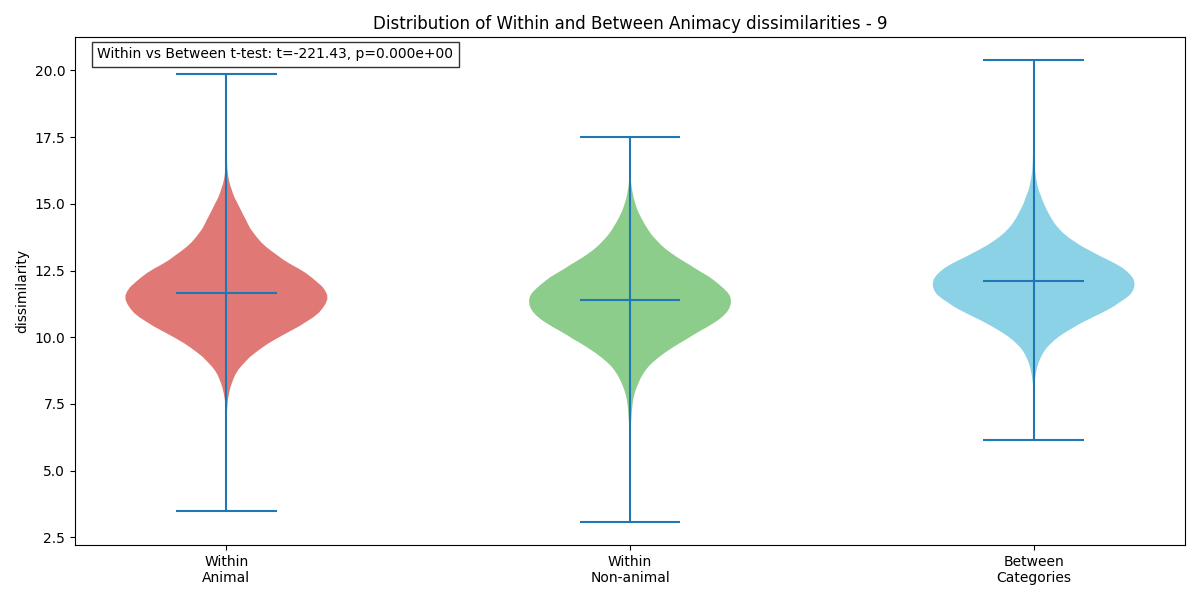 Distribution of Within and Between Animacy dissimilarities - 9
Within vs Between t-test: t=-221.43, p=0.000e+00
20.0
17.5
15.0
12.5
10.0
7.5
5.0
2.5
dissimilarity
Within
Animal
Within
Non-animal
Between
Categories